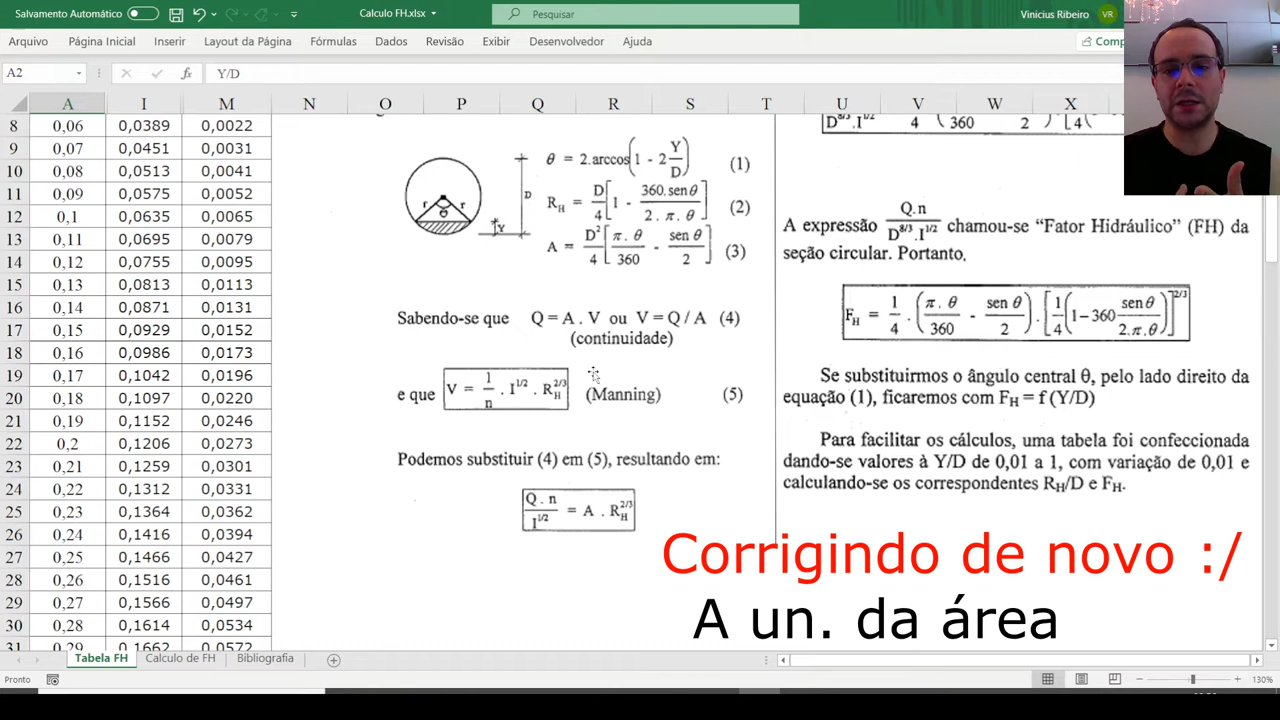 Salvamento Automático
Calculo FH.xlsx
Pesquisar
Vinicius Ribeiro
VR
Arquivo Página Inicial Inserir Layout da Página Fórmulas Dados Revisão Exibir Desenvolvedor Ajuda
A2 fx Y/D
A I M N O P Q R S T U V W X
8 0,06 0,0389 0,0022
9 0,07 0,0451 0,0031
10 0,08 0,0513 0,0041
11 0,09 0,0575 0,0052
12 0,1 0,0635 0,0065
13 0,11 0,0695 0,0079
14 0,12 0,0755 0,0095
15 0,13 0,0813 0,0113
16 0,14 0,0871 0,0131
17 0,15 0,0929 0,0152
18 0,16 0,0986 0,0173
19 0,17 0,1042 0,0196
20 0,18 0,1097 0,0220
21 0,19 0,1152 0,0246
22 0,2 0,1206 0,0273
23 0,21 0,1259 0,0301
24 0,22 0,1312 0,0331
25 0,23 0,1364 0,0362
26 0,24 0,1416 0,0394
27 0,25 0,1466 0,0427
28 0,26 0,1516 0,0461
29 0,27 0,1566 0,0497
30 0,28 0,1614 0,0534
31 0,29 0,1662 0,0572
r θ r D Y
θ = 2.arccos(1 - 2 Y/D) (1)
R_H = D/4 [1 - 360.sen θ / 2.π.θ] (2)
A = D²/4 [π.θ/360 - sen θ/2] (3)
Sabendo-se que Q = A . V ou V = Q / A (4)
(continuidade)
e que V = 1/n . I^1/2 . R_H^2/3 (Manning) (5)
Podemos substituir (4) em (5), resultando em:
Q . n / I^1/2 = A . R_H^2/3
D^8/3 . I^1/2 4 ( 360 2 ) [4(
A expressão Q.n / D^8/3 . I^1/2 chamou-se “Fator Hidráulico” (FH) da
seção circular. Portanto,
F_H = 1/4 . (π.θ/360 - sen θ/2) . [1/4 (1-360 sen θ/2.π.θ)]^2/3
Se substituirmos o ângulo central θ, pelo lado direito da
equação (1), ficaremos com F_H = f (Y/D)
Para facilitar os cálculos, uma tabela foi confeccionada
dando-se valores à Y/D de 0,01 a 1, com variação de 0,01 e
calculando-se os correspondentes R_H/D e F_H.
Corrigindo de novo :/
A un. da área
Tabela FH Calculo de FH Bibliografia
Pronto
130%